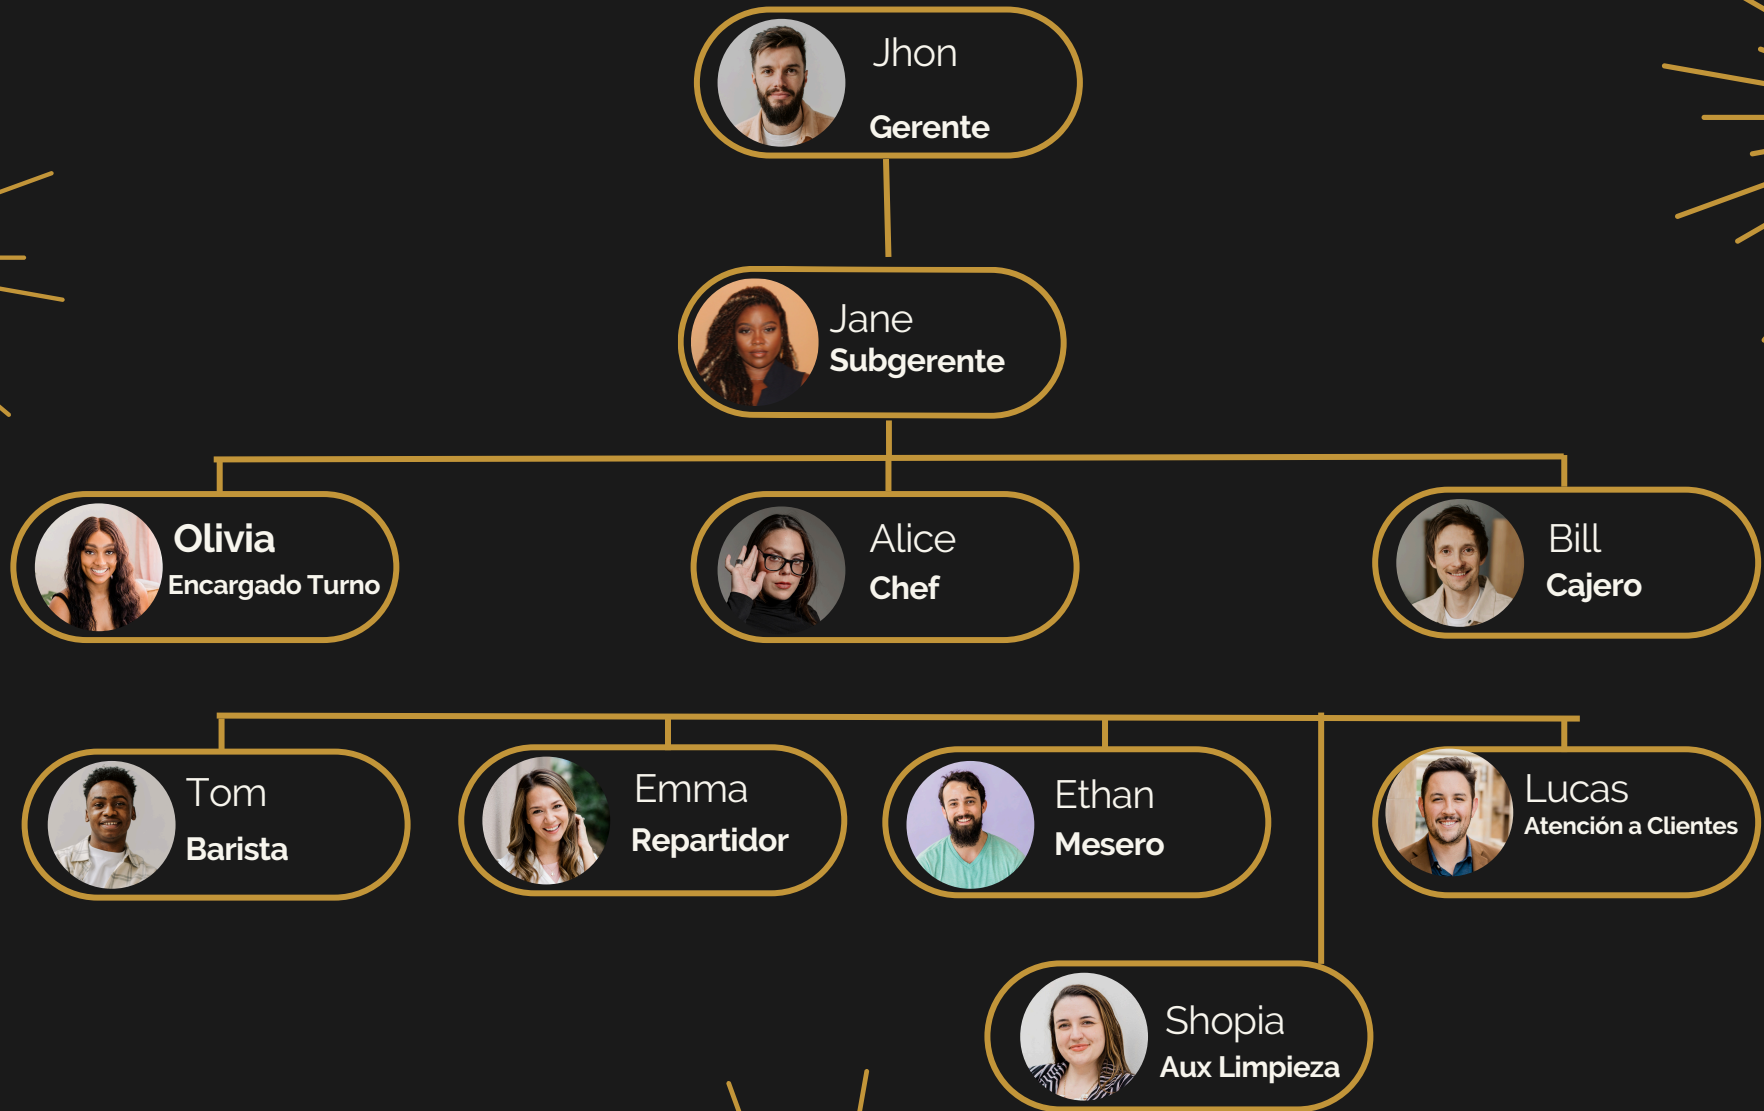 Jhon
Gerente
Jane
Subgerente
Olivia
Encargado Turno
Alice
Chef
Bill
Cajero
Tom
Barista
Emma
Repartidor
Ethan
Mesero
Lucas
Atención a Clientes
Shopia
Aux Limpieza